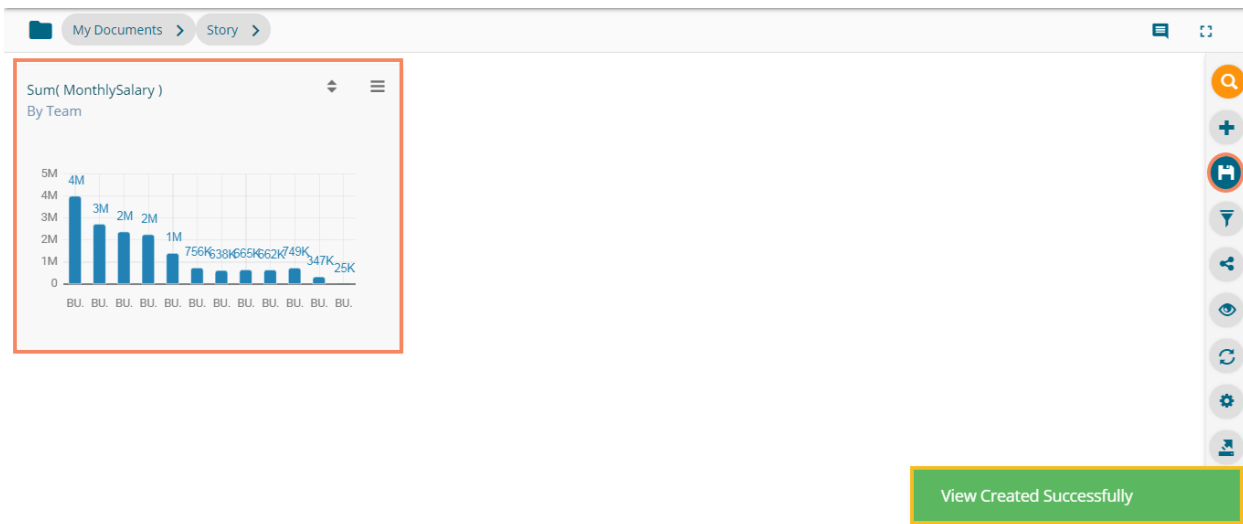 My Documents > Story >
Sum( MonthlySalary )
By Team
5M
4M
3M
2M
1M
0
4M
3M
2M
2M
1M
756K
638K
665K
662K
749K
347K
25K
BU. BU. BU. BU. BU. BU. BU. BU. BU. BU. BU. BU.
View Created Successfully